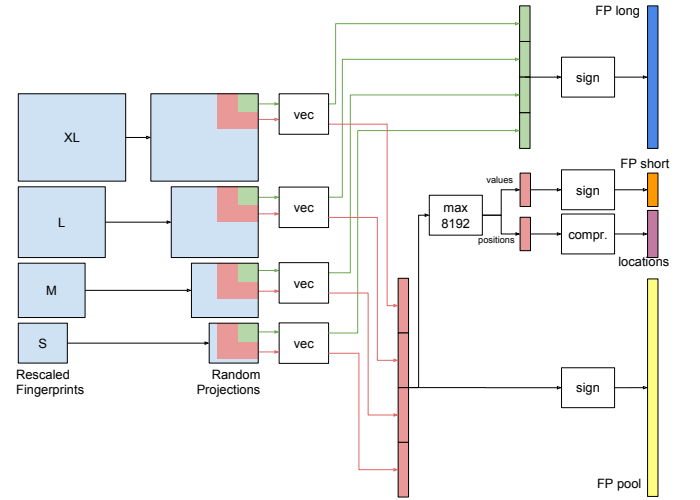 FP long
sign
XL
vec
values
FP short
sign
max
8192
L
vec
positions
compr.
locations
M
vec
S
vec
Rescaled
Fingerprints
Random
Projections
sign
FP pool